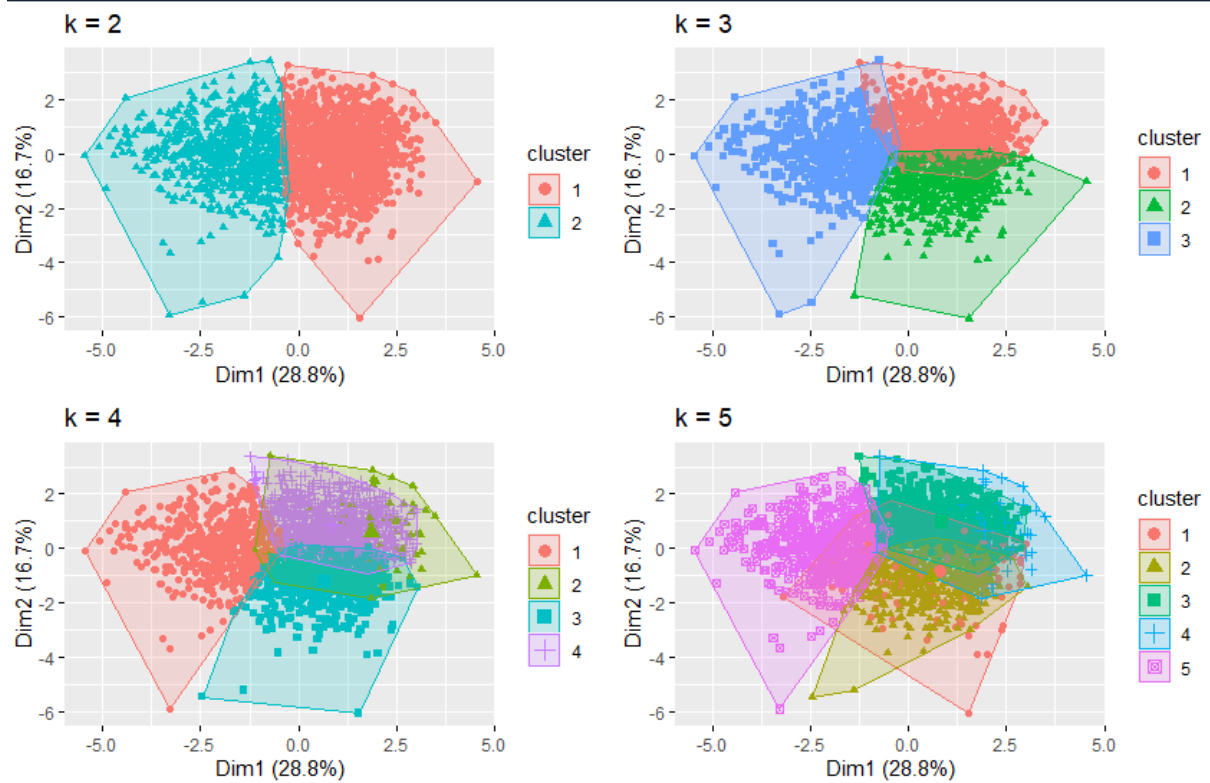 k = 2
k = 3
2
0
-2
-4
-6
Dim2 (16.7%)
-5.0 -2.5 0.0 2.5 5.0
Dim1 (28.8%)
cluster
1
2
2
0
-2
-4
-6
Dim2 (16.7%)
-5.0 -2.5 0.0 2.5 5.0
Dim1 (28.8%)
cluster
1
2
3
k = 4
k = 5
2
0
-2
-4
-6
Dim2 (16.7%)
-5.0 -2.5 0.0 2.5 5.0
Dim1 (28.8%)
cluster
1
2
3
4
2
0
-2
-4
-6
Dim2 (16.7%)
-5.0 -2.5 0.0 2.5 5.0
Dim1 (28.8%)
cluster
1
2
3
4
5